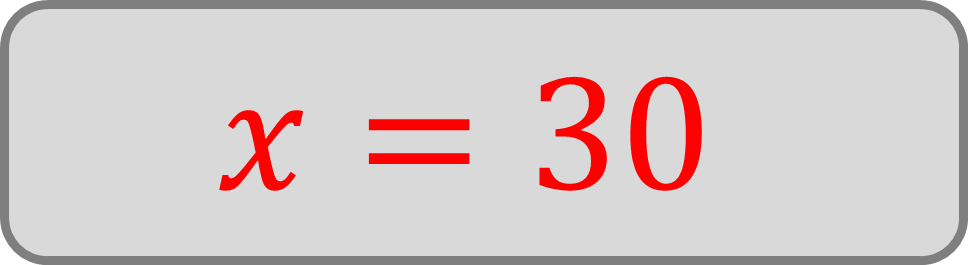 x = 30